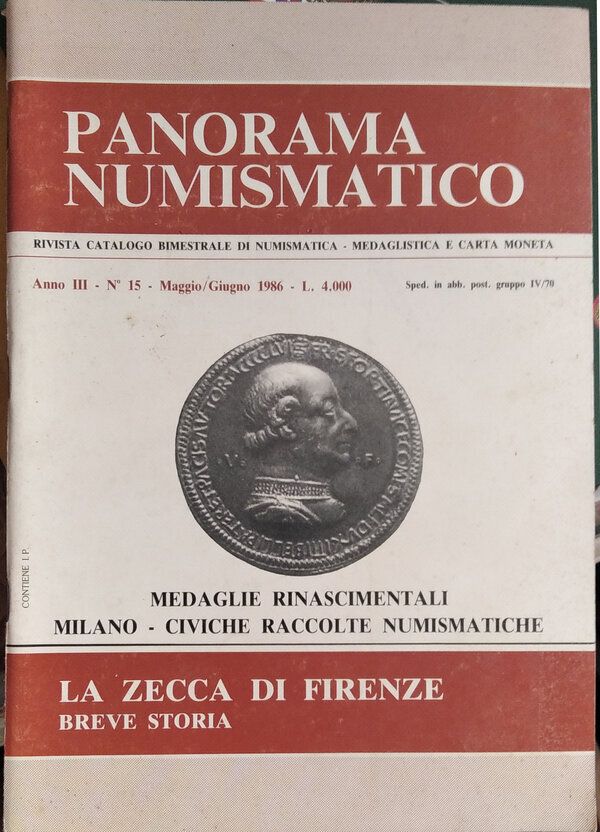 PANORAMA
NUMISMATICO
RIVISTA CATALOGO BIMESTRALE DI NUMISMATICA - MEDAGLISTICA E CARTA MONETA
Anno III - N° 15 - Maggio/Giugno 1986 - L. 4.000
Sped. in abb. post. gruppo IV/70
CONTIENE I.P.
MEDAGLIE RINASCIMENTALI
MILANO - CIVICHE RACCOLTE NUMISMATICHE
LA ZECCA DI FIRENZE
BREVE STORIA